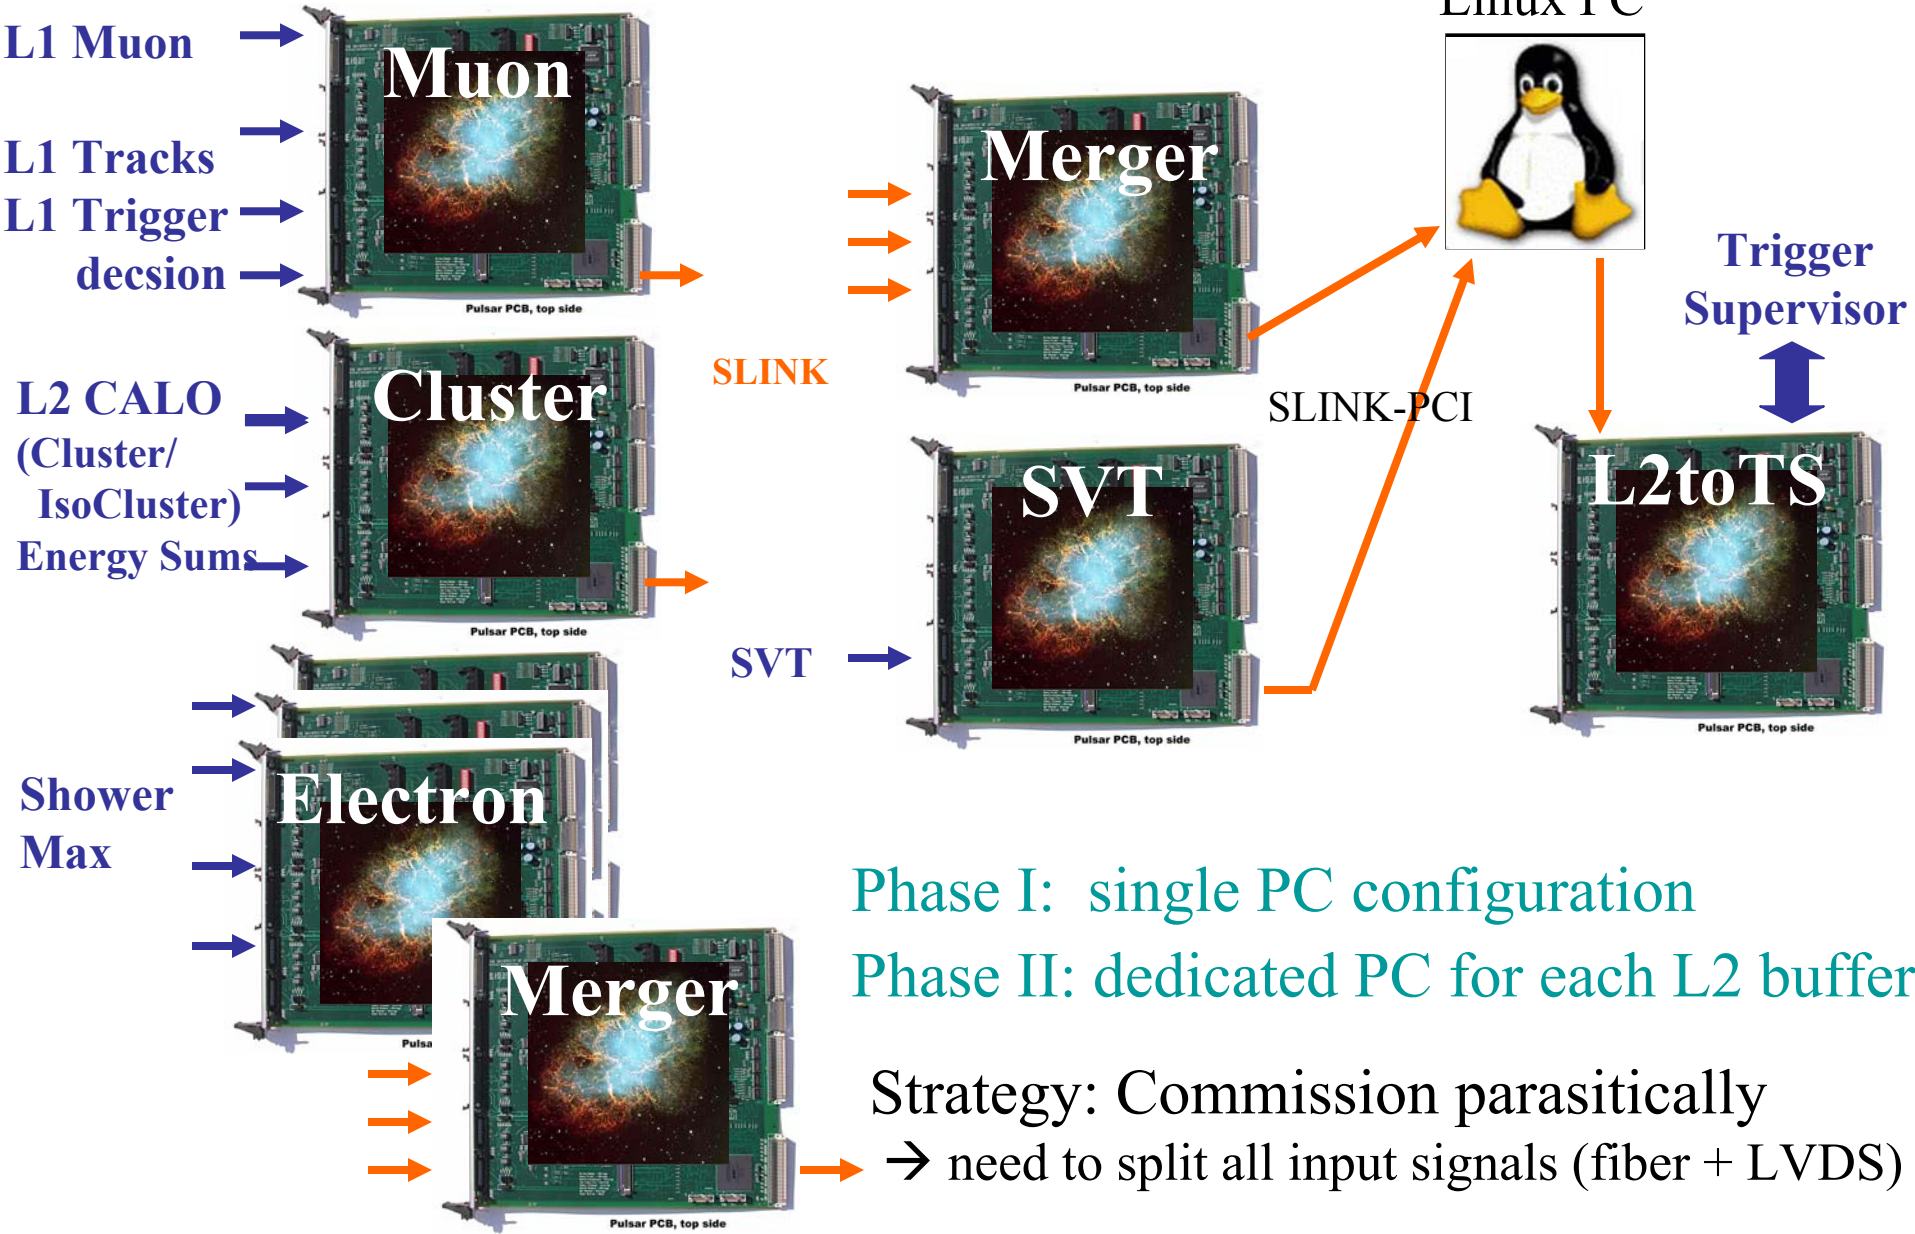 L1 Muon
L1 Tracks
L1 Trigger
decsion
Muon
Pulsar PCB, top side
L2 CALO
(Cluster/
IsoCluster)
Energy Sums
Cluster
Pulsar PCB, top side
Shower
Max
Electron
Pulsa
Merger
Pulsar PCB, top side
SLINK
Merger
Pulsar PCB, top side
SVT
SVT
Pulsar PCB, top side
Linux PC
SLINK-PCI
Trigger
Supervisor
L2toTS
Pulsar PCB, top side
Phase I: single PC configuration
Phase II: dedicated PC for each L2 buffer
Strategy: Commission parasitically
→ need to split all input signals (fiber + LVDS)